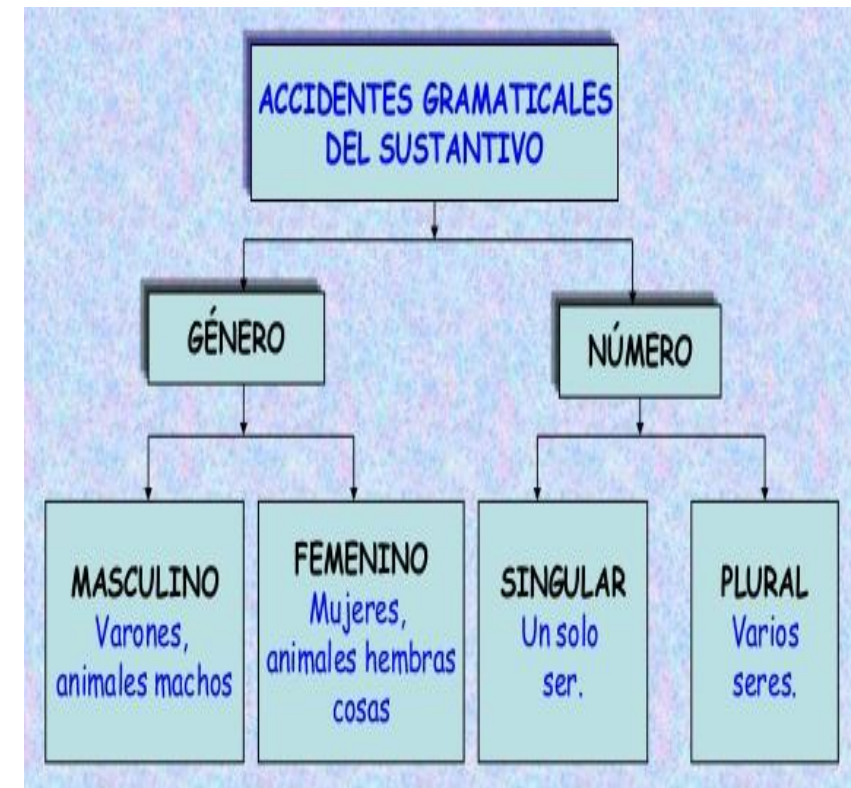 ACCIDENTES GRAMATICALES
DEL SUSTANTIVO
GÉNERO
NÚMERO
MASCULINO
Varones,
animales machos
FEMENINO
Mujeres,
animales hembras
cosas
SINGULAR
Un solo
ser.
PLURAL
Varios
seres.